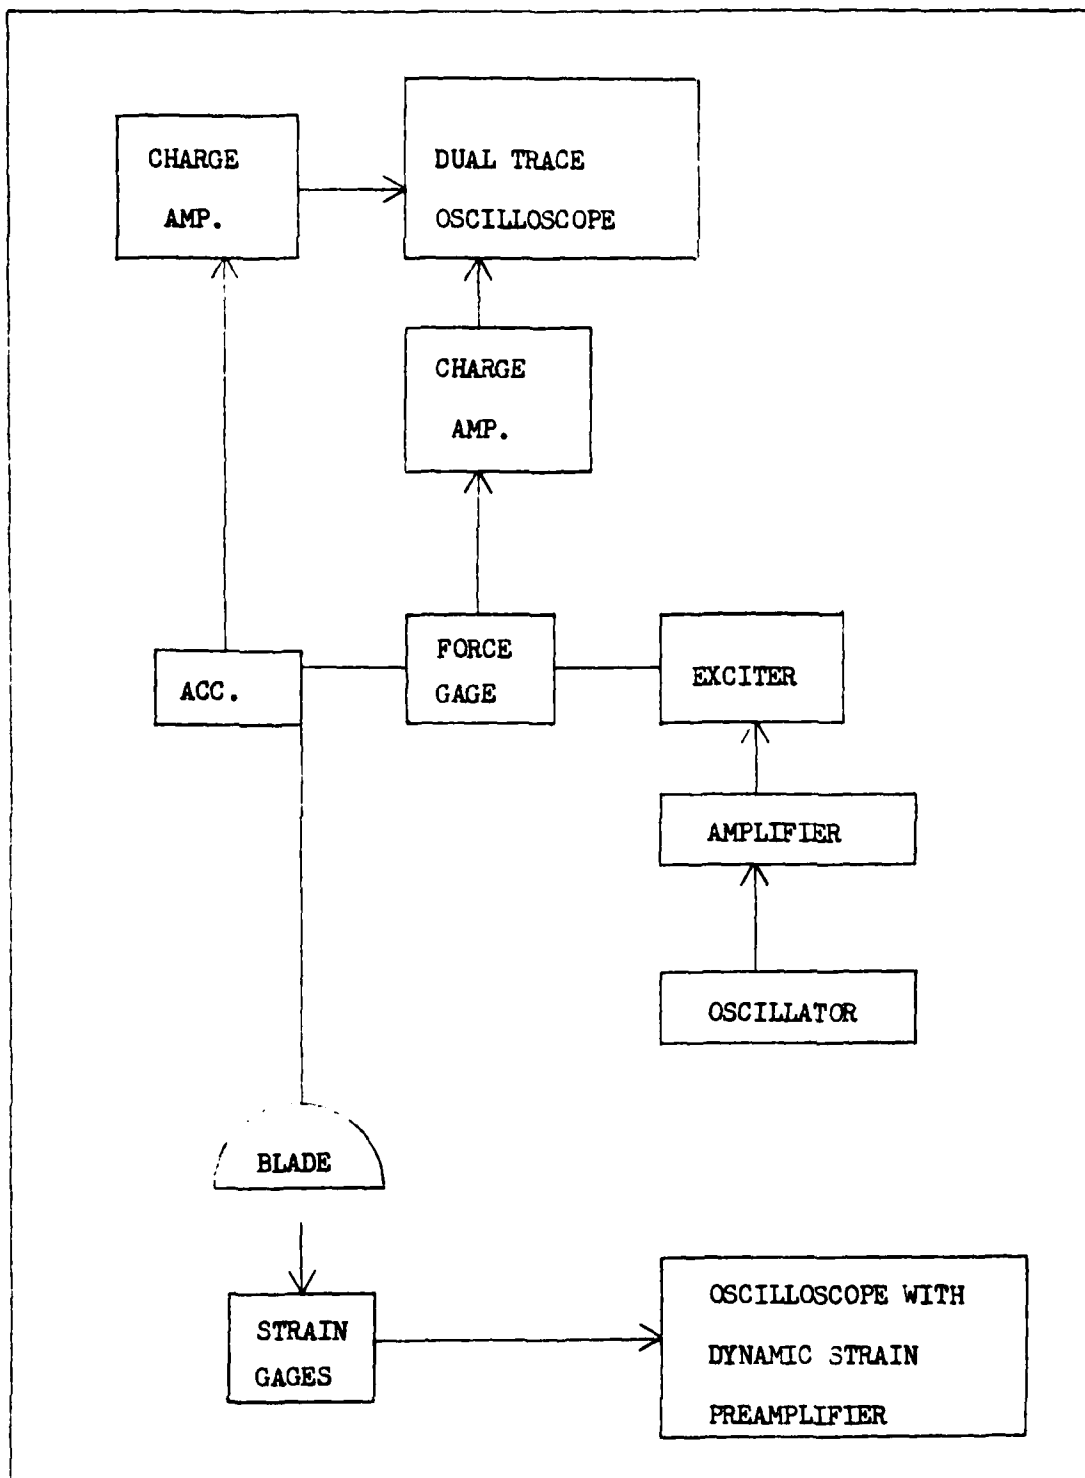 CHARGE
AMP.
DUAL TRACE
OSCILLOSCOPE
CHARGE
AMP.
FORCE
GAGE
ACC.
EXCITER
AMPLIFIER
OSCILLATOR
BLADE
STRAIN
GAGES
OSCILLOSCOPE WITH
DYNAMIC STRAIN
PREAMPLIFIER